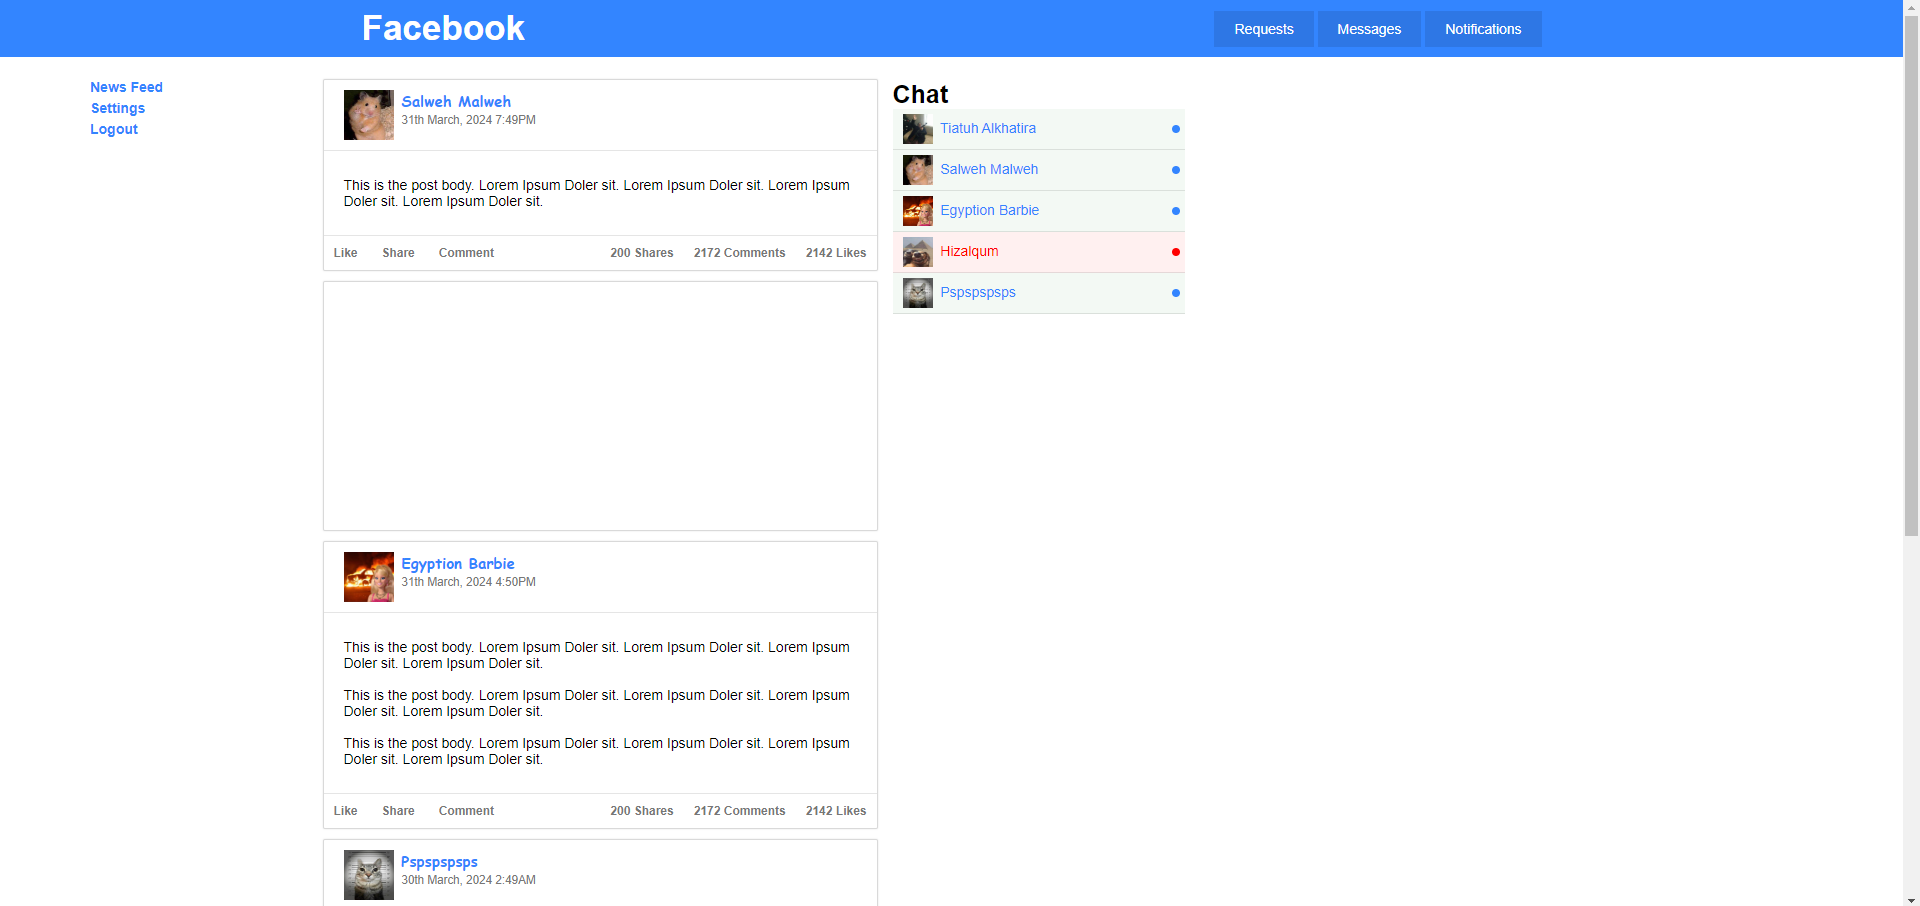 Facebook
Requests
Messages
Notifications
News Feed
Settings
Logout
Salweh Malweh
31th March, 2024 7:49PM
This is the post body. Lorem Ipsum Doler sit. Lorem Ipsum Doler sit. Lorem Ipsum
Doler sit. Lorem Ipsum Doler sit.
Like
Share
Comment
200 Shares
2172 Comments
2142 Likes
Egyption Barbie
31th March, 2024 4:50PM
This is the post body. Lorem Ipsum Doler sit. Lorem Ipsum Doler sit. Lorem Ipsum
Doler sit. Lorem Ipsum Doler sit.
This is the post body. Lorem Ipsum Doler sit. Lorem Ipsum Doler sit. Lorem Ipsum
Doler sit. Lorem Ipsum Doler sit.
This is the post body. Lorem Ipsum Doler sit. Lorem Ipsum Doler sit. Lorem Ipsum
Doler sit. Lorem Ipsum Doler sit.
Like
Share
Comment
200 Shares
2172 Comments
2142 Likes
Pspspspsps
30th March, 2024 2:49AM
Chat
Tiatuh Alkhatira
Salweh Malweh
Egyption Barbie
Hizalqum
Pspspspsps